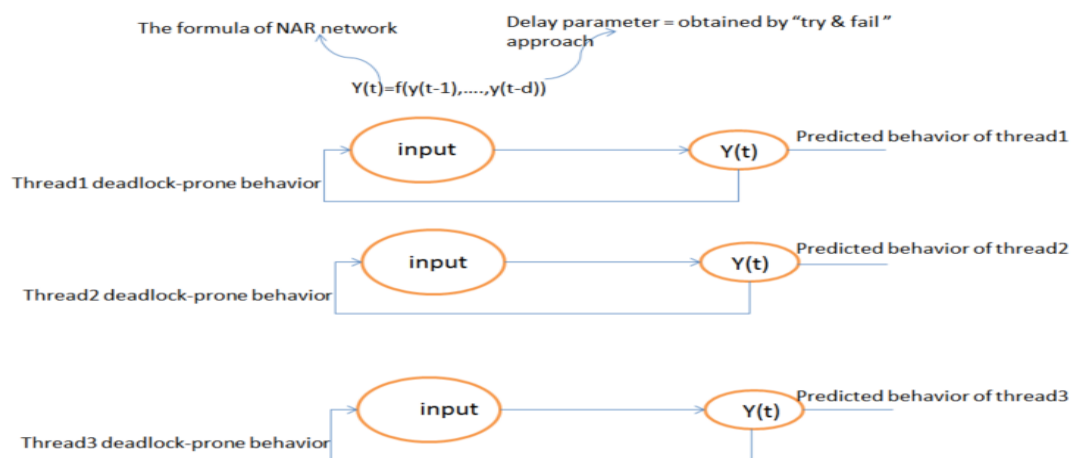 The formula of NAR network
Delay parameter = obtained by "try & fail"
approach
Y(t)=f(y(t-1),....,y(t-d))
input
Y(t)
Predicted behavior of thread1
Thread1 deadlock-prone behavior
input
Y(t)
Predicted behavior of thread2
Thread2 deadlock-prone behavior
input
Y(t)
Predicted behavior of thread3
Thread3 deadlock-prone behavior